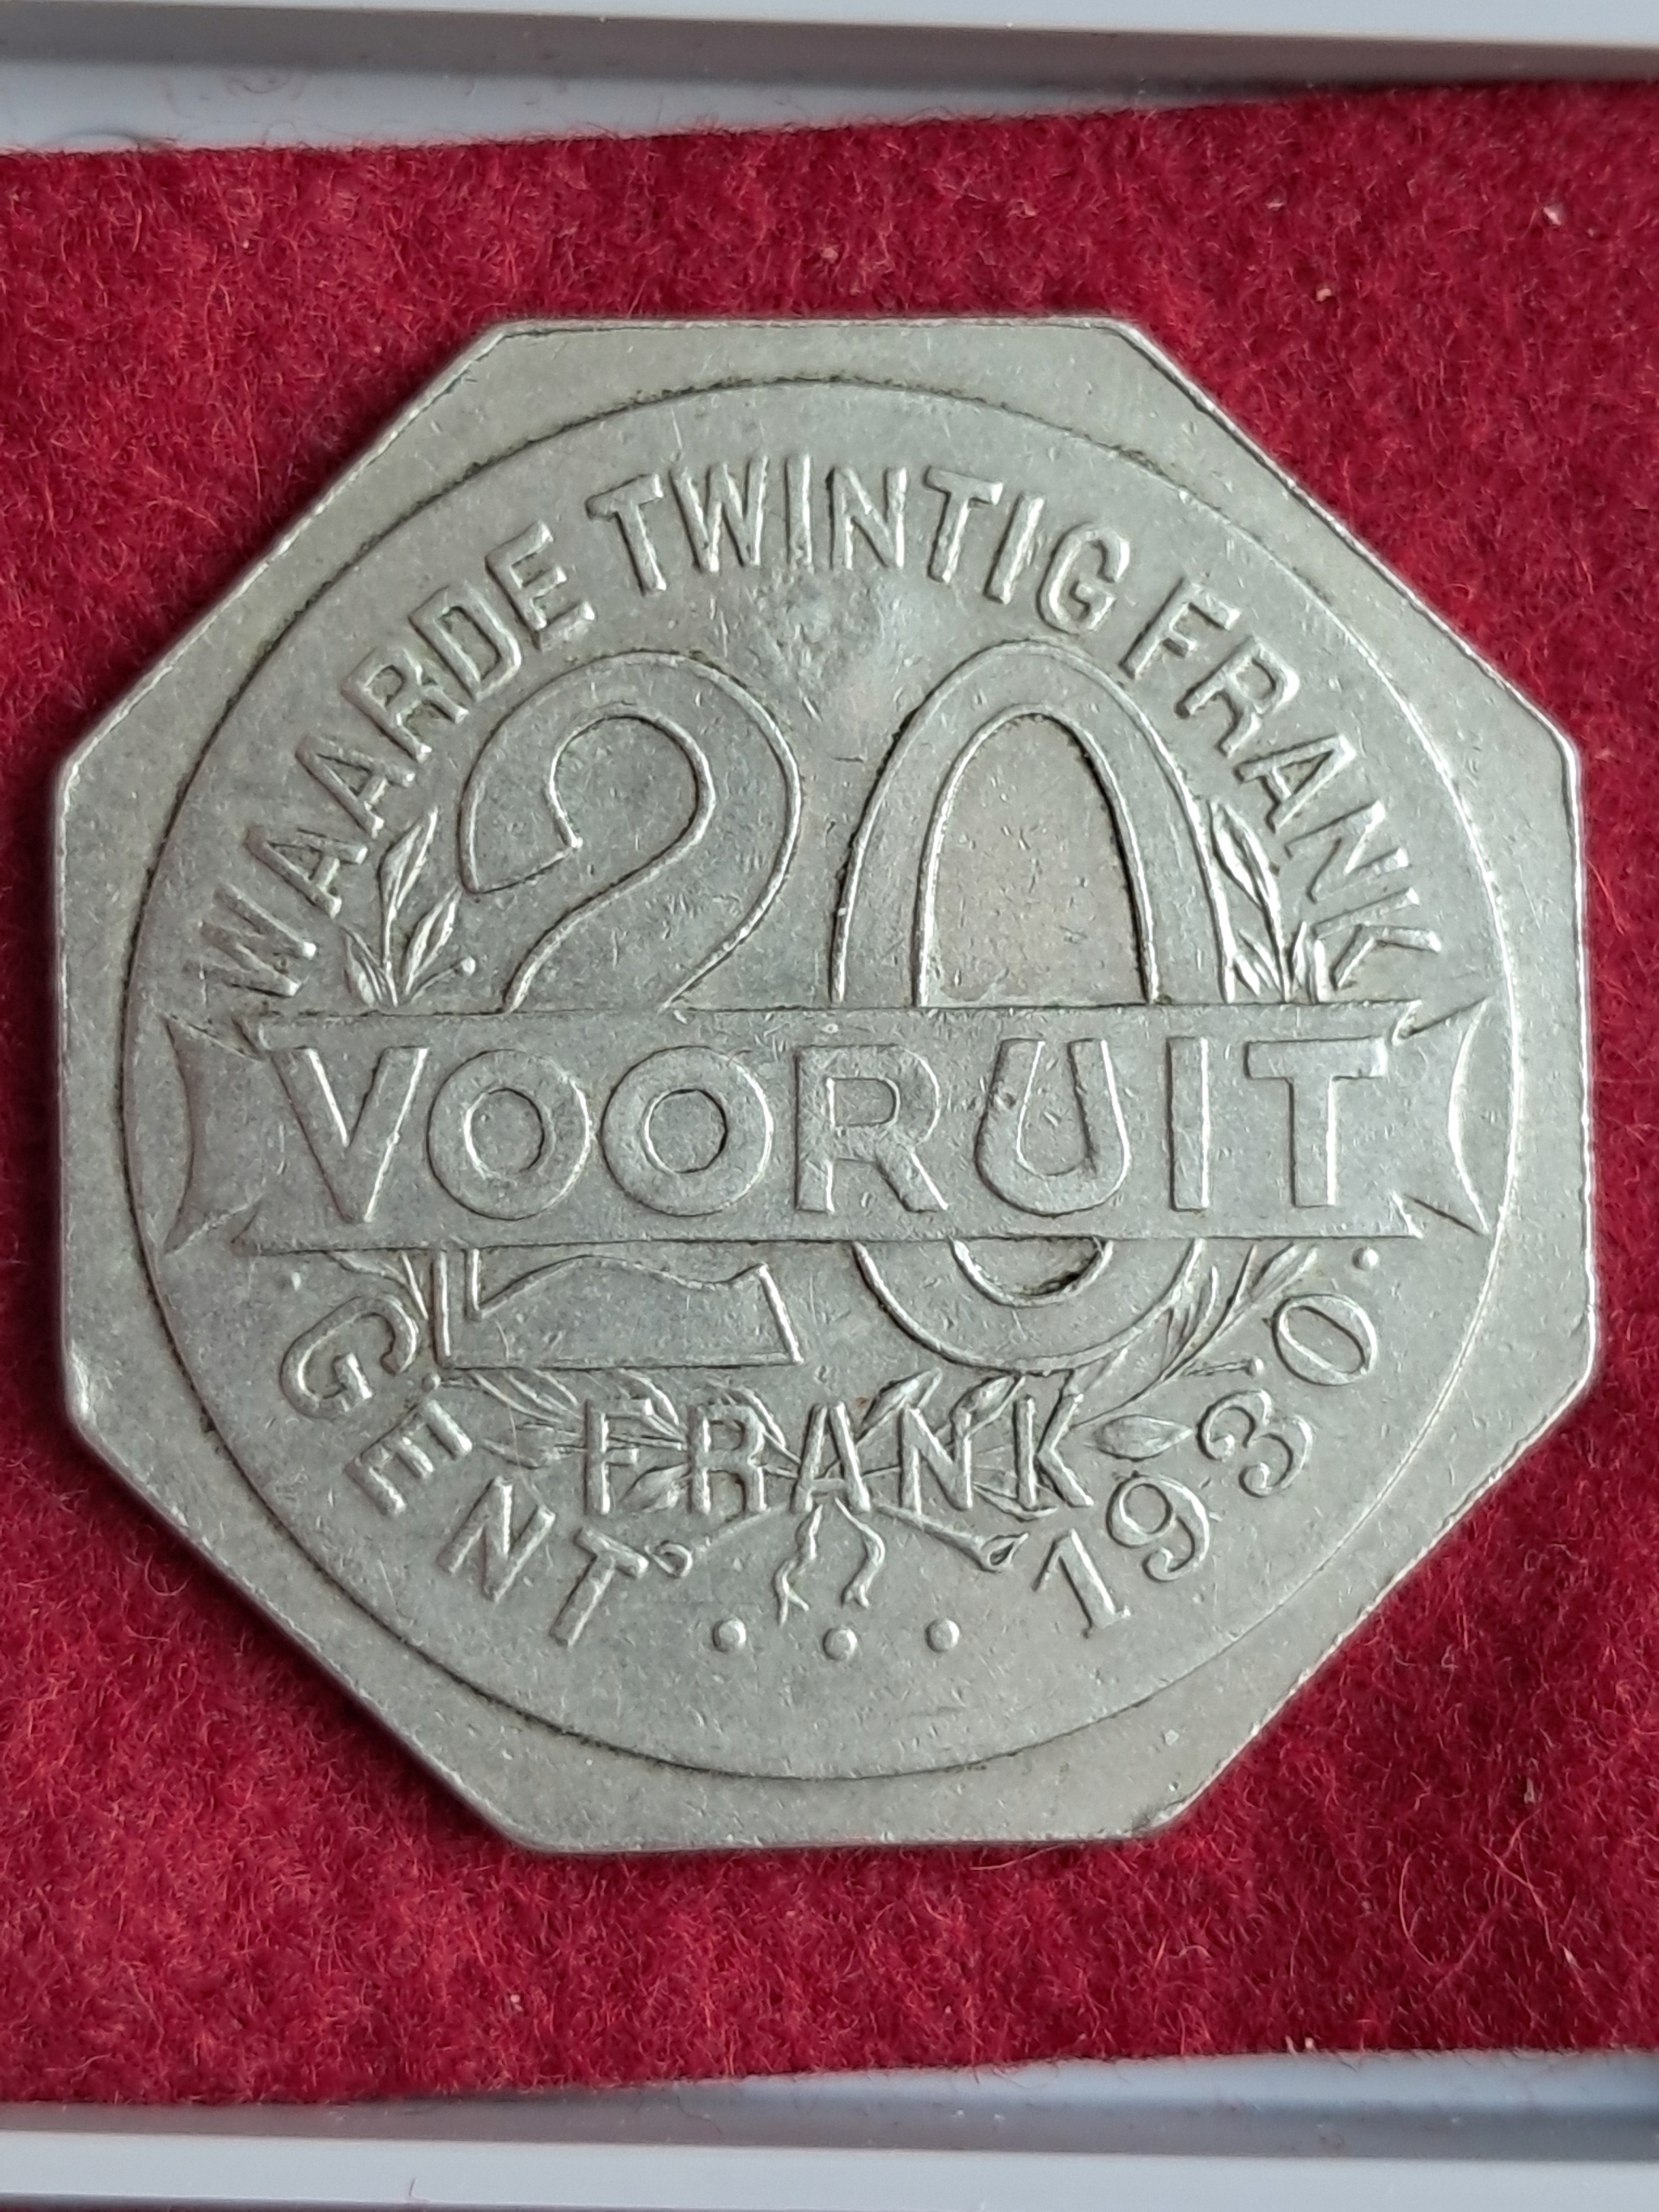 WAARDE TWINTIG FRANK
20
VOORUIT
FRANK
GENT 1930